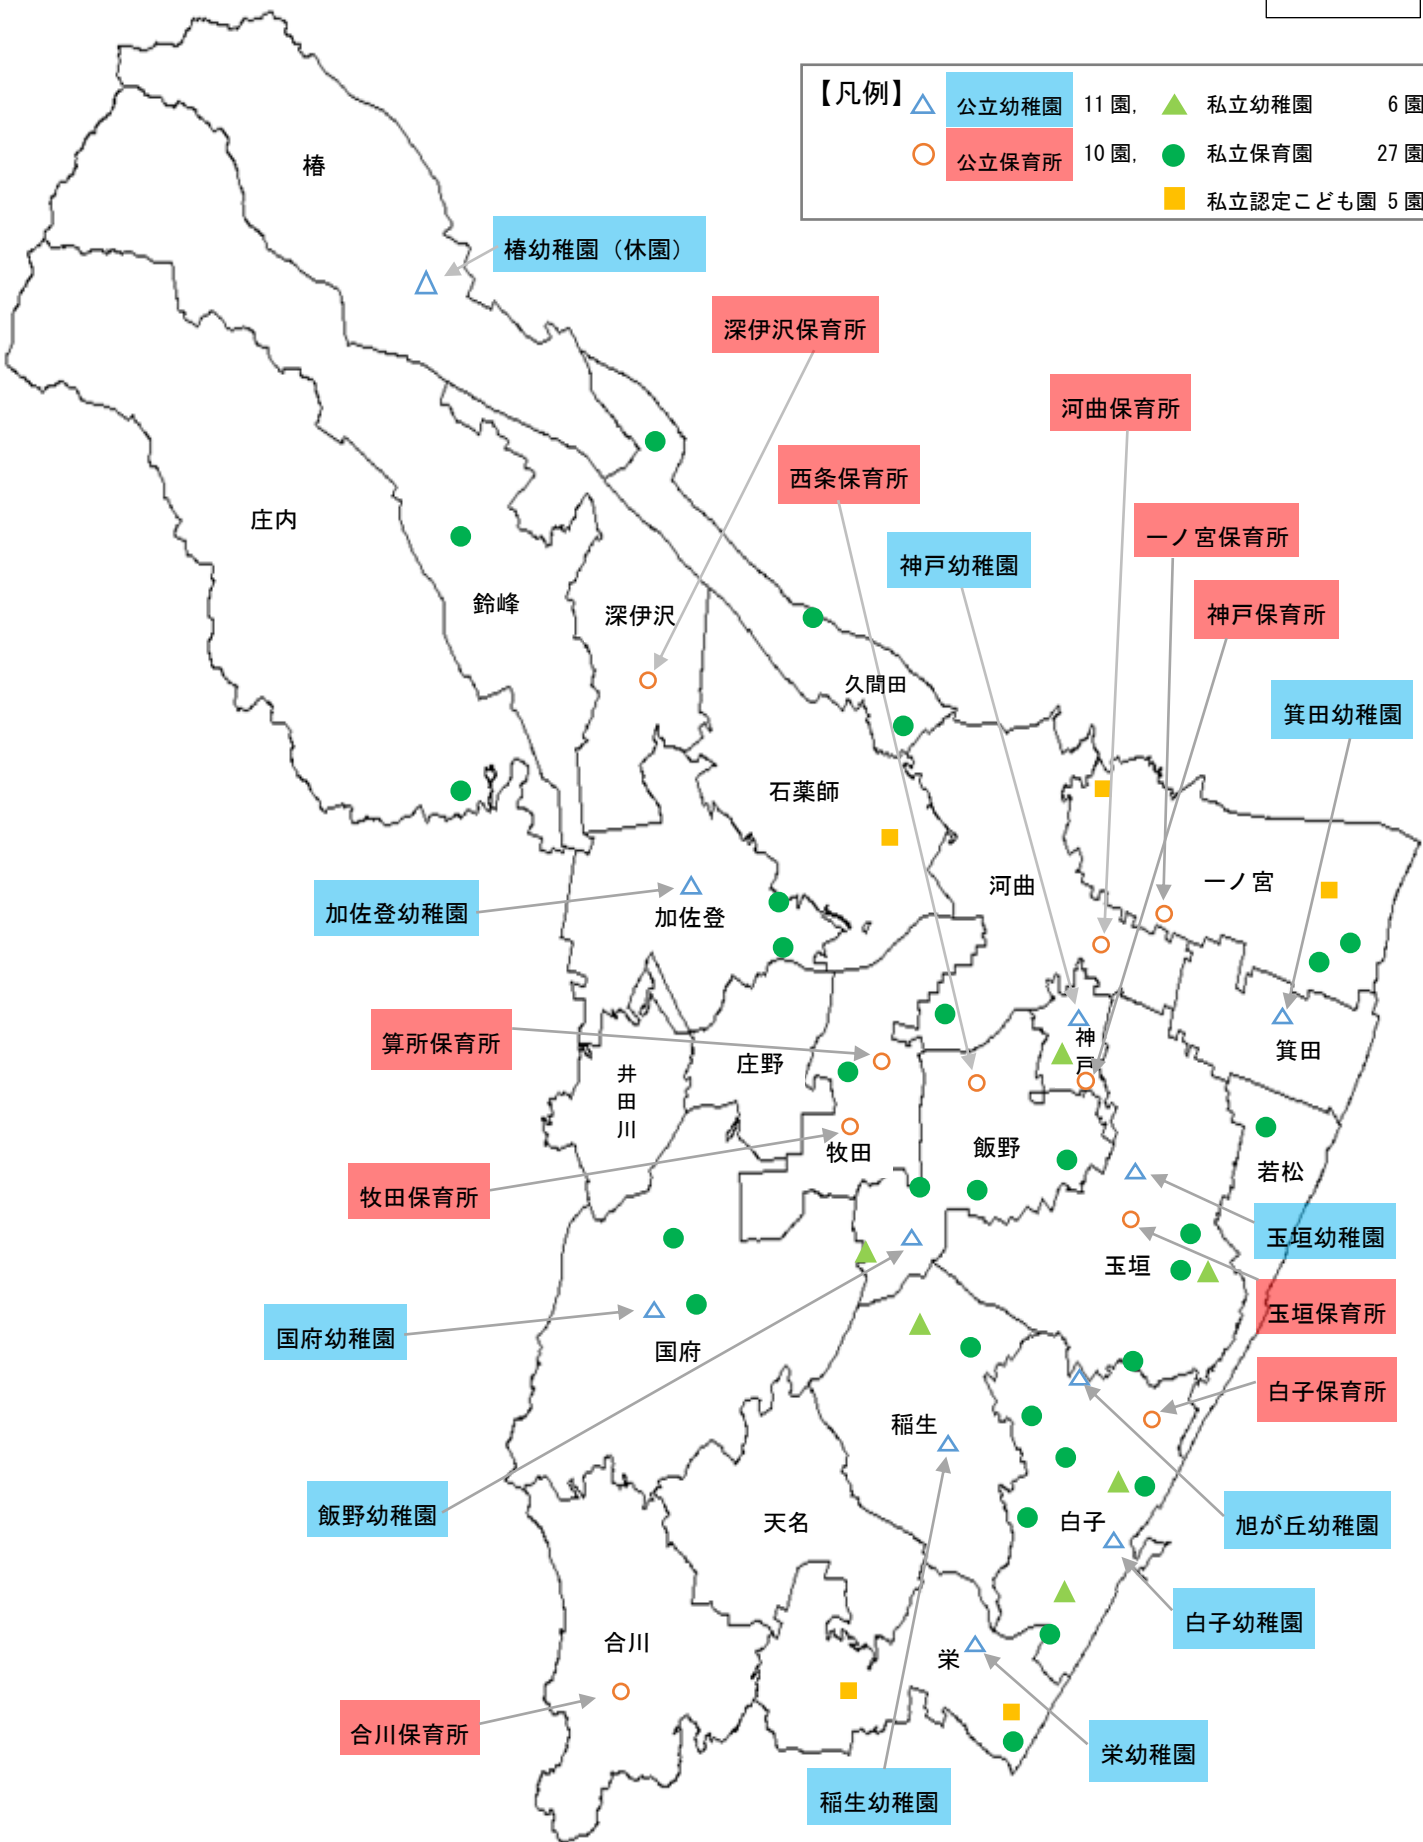 【凡例】 公立幼稚園 11園, 私立幼稚園 6園
公立保育所 10園, 私立保育園 27園
私立認定こども園 5園
椿
椿幼稚園（休園）
深伊沢保育所
河曲保育所
西条保育所
庄内
一ノ宮保育所
神戸幼稚園
鈴峰
深伊沢
神戸保育所
久間田
箕田幼稚園
石薬師
一ノ宮
河曲
加佐登幼稚園
加佐登
算所保育所
神戸
箕田
庄野
井田川
牧田
飯野
若松
牧田保育所
玉垣幼稚園
玉垣
玉垣保育所
国府幼稚園
国府
白子保育所
稲生
飯野幼稚園
天名
白子
旭が丘幼稚園
白子幼稚園
合川
栄
合川保育所
栄幼稚園
稲生幼稚園